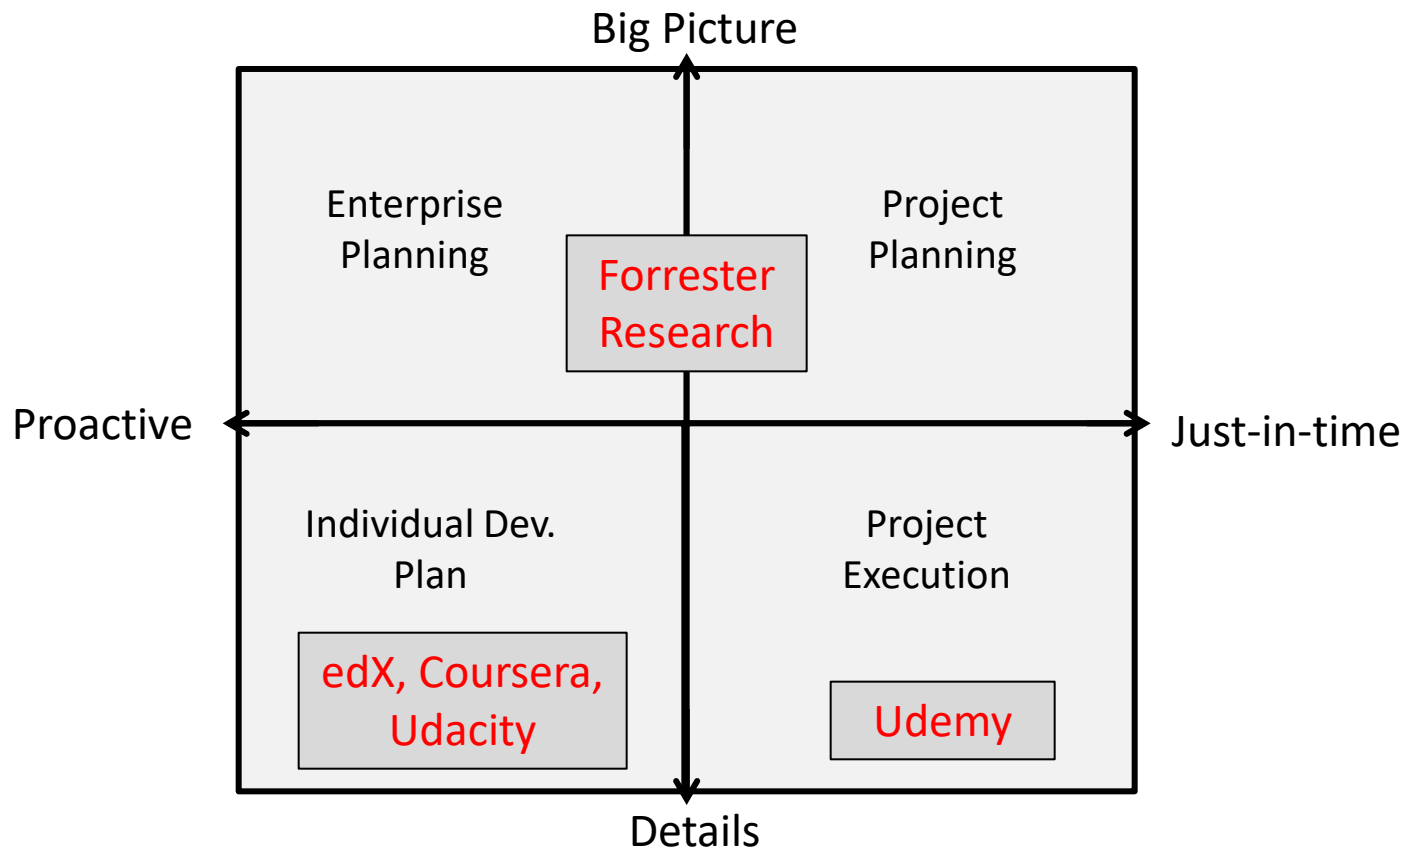 Big Picture
Enterprise
Planning
Project
Planning
Forrester
Research
Proactive
Just-in-time
Individual Dev.
Plan
Project
Execution
edX, Coursera,
Udacity
Udemy
Details